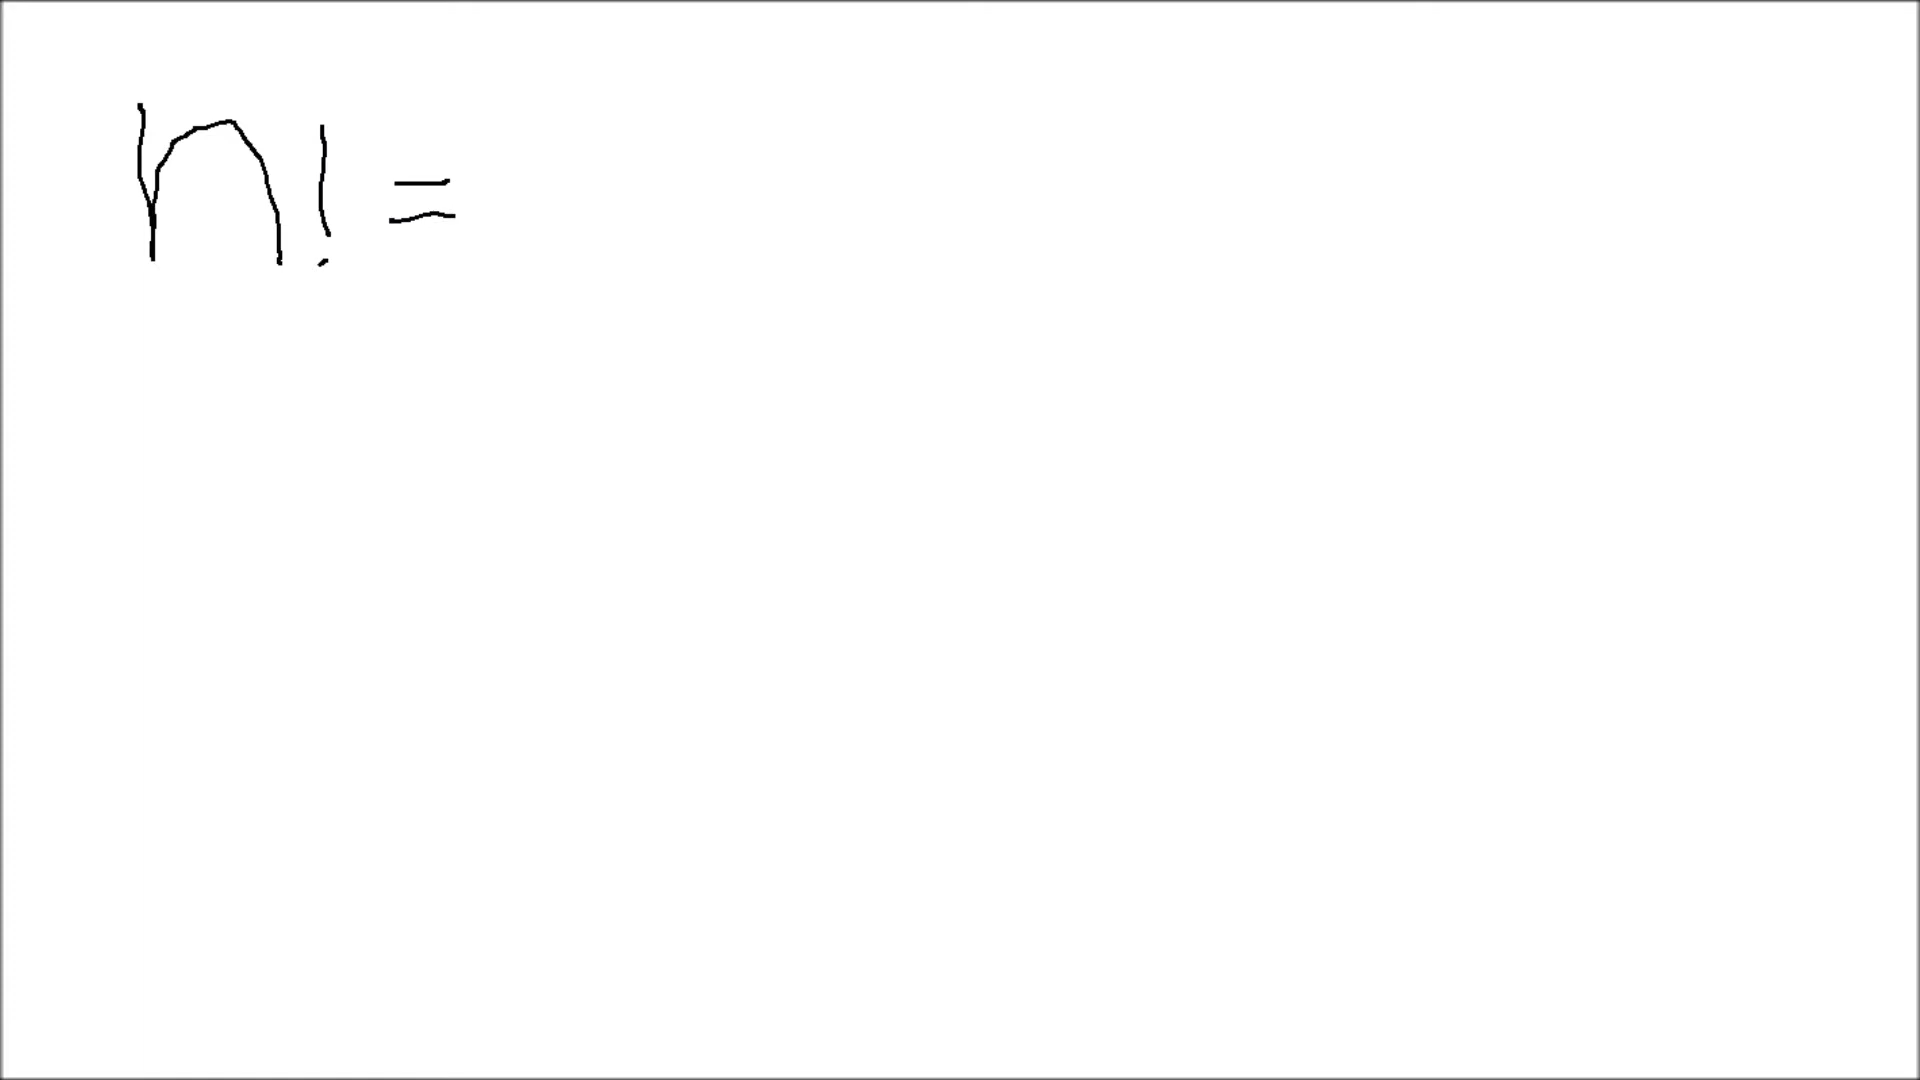 n! =